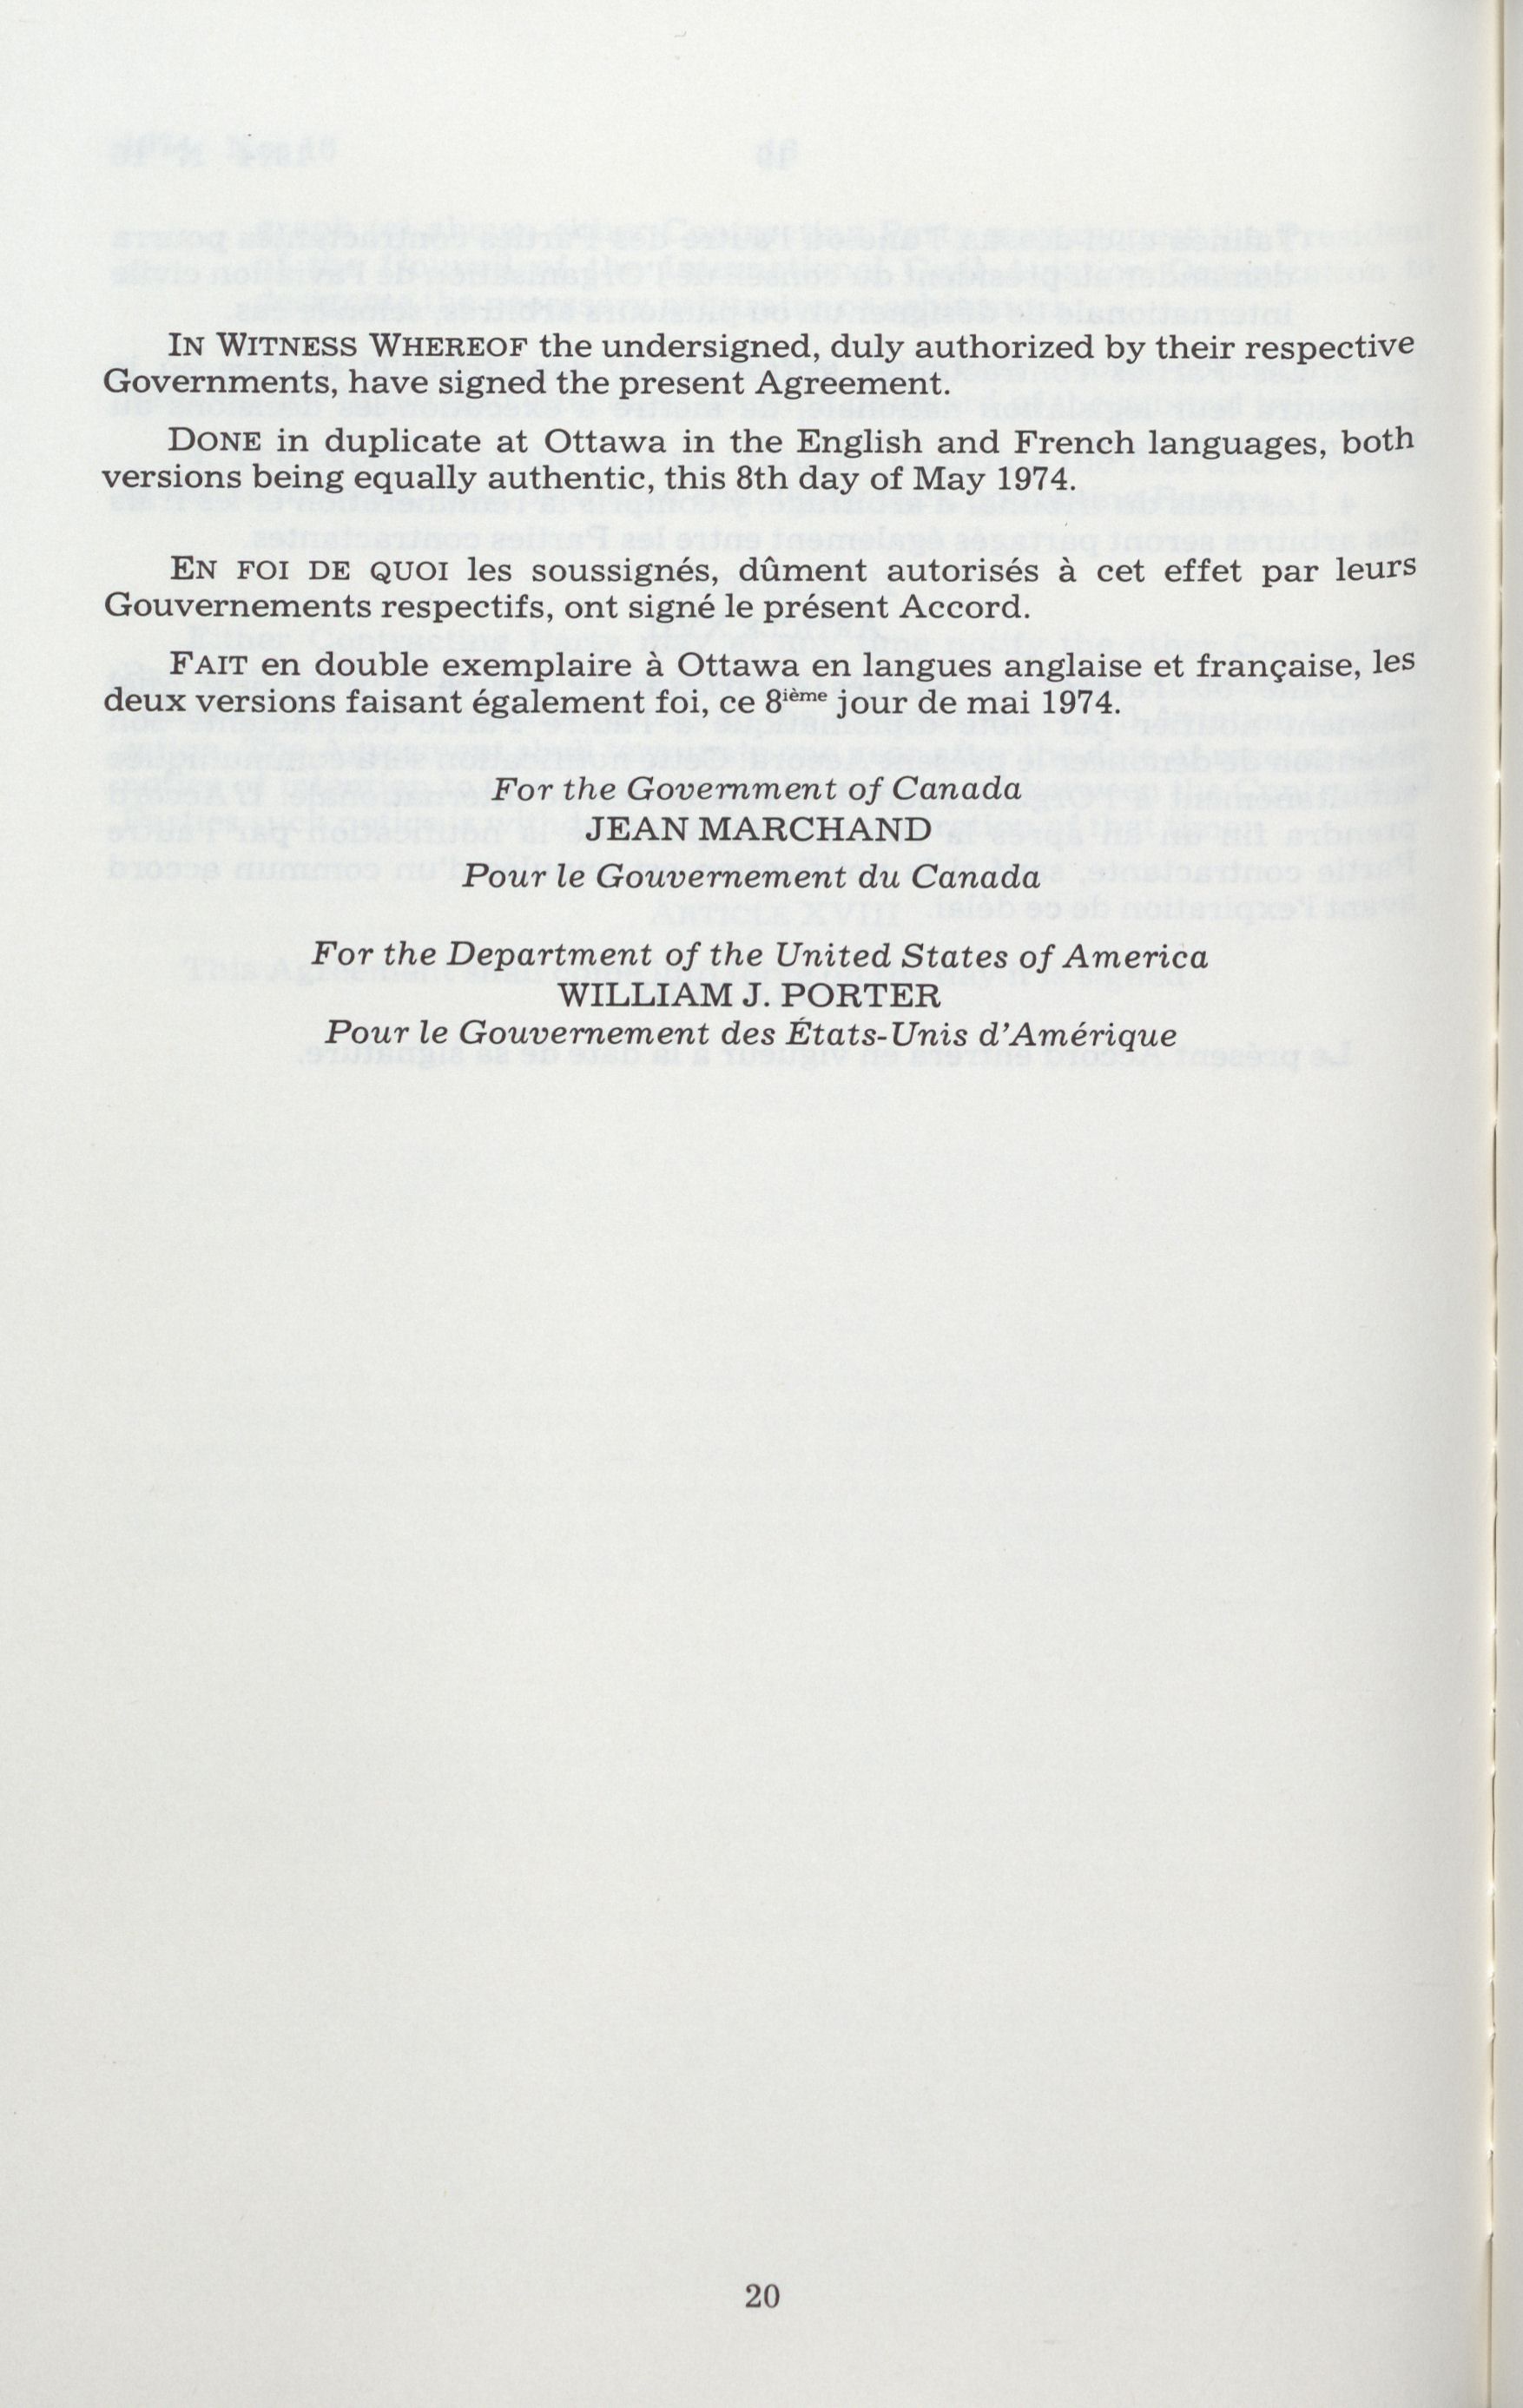 IN WITNESS WHEREOF the undersigned, duly authorized by their respective
Governments, have signed the present Agreement.
DONE in duplicate at Ottawa in the English and French languages, both
versions being equally authentic, this 8th day of May 1974.
EN FOI DE QUOI les soussignés, dûment autorisés à cet effet par leurs
Gouvernements respectifs, ont signé le présent Accord.
FAIT en double exemplaire à Ottawa en langues anglaise et française, les
deux versions faisant également foi, ce 8ième jour de mai 1974.
For the Government of Canada
JEAN MARCHAND
Pour le Gouvernement du Canada
For the Department of the United States of America
WILLIAM J. PORTER
Pour le Gouvernement des États-Unis d'Amérique
20